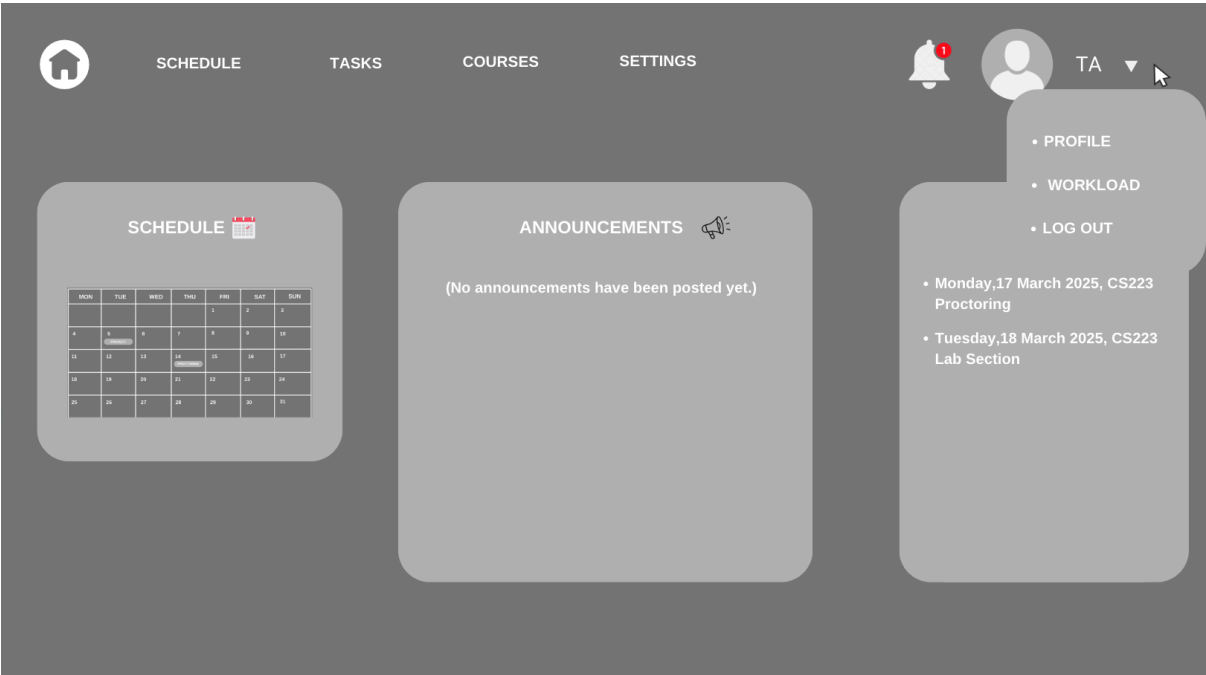 SCHEDULE TASKS COURSES SETTINGS
1
TA
• PROFILE
• WORKLOAD
• LOG OUT
SCHEDULE
MON TUE WED THU FRI SAT SUN
1 2 3
4 5 6 7 8 9 10
11 12 13 14 15 16 17
18 19 20 21 22 23 24
25 26 27 28 29 30 31
ANNOUNCEMENTS
(No announcements have been posted yet.)
• Monday,17 March 2025, CS223
Proctoring
• Tuesday,18 March 2025, CS223
Lab Section